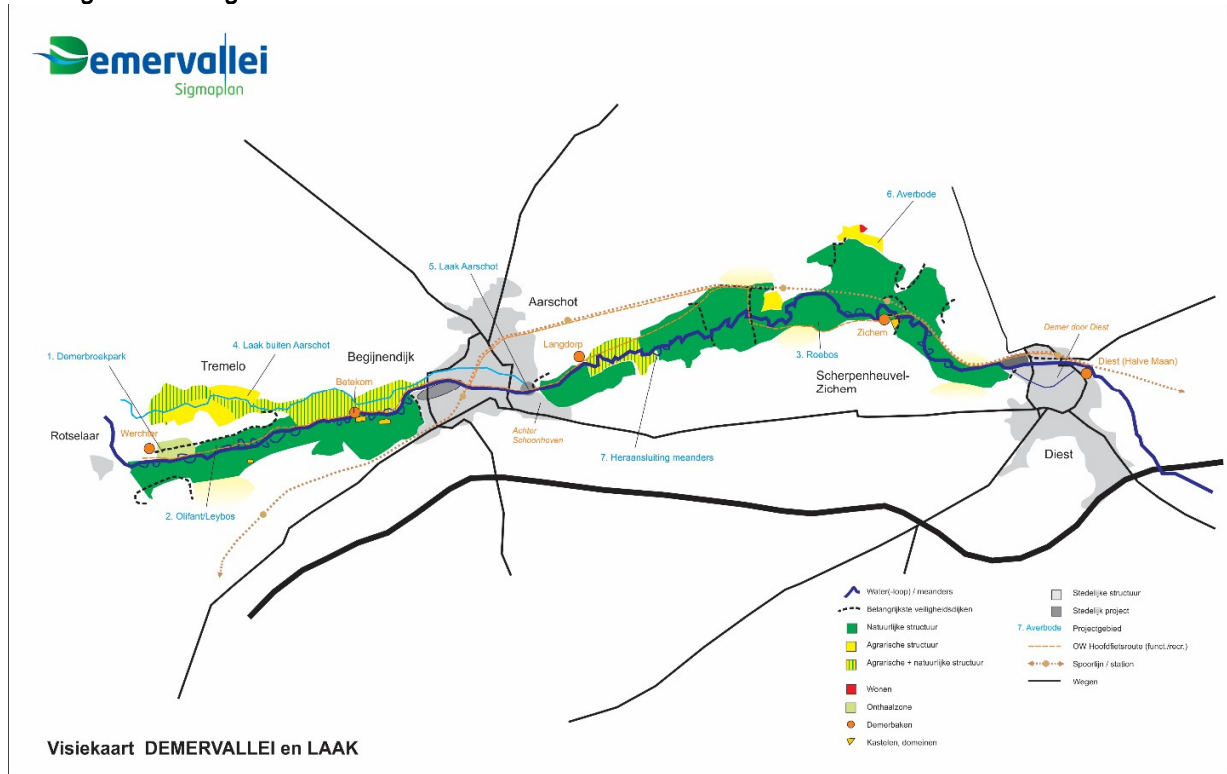 Demervallei
Sigmaplan
6. Averbode
5. Laak Aarschot
Aarschot
Demer door Diest
4. Laak buiten Aarschot
Begijnendijk
Langdorp
Zichem
Diest (Halve Maan)
1. Demerbroekpark
Tremelo
Betekom
3. Roebos
Scherpenheuvel-
Zichem
Rotselaar
Werchter
Achter
Schoonhoven
7. Heraansluiting meanders
Diest
2. Olifant/Leybos
Water(-loop) / meanders
Belangrijkste veiligheidsdijken
Natuurlijke structuur
Agrarische structuur
Agrarische + natuurlijke structuur
Wonen
Onthaalzone
Demerbaken
Kastelen, domeinen
Stedelijke structuur
Stedelijk project
7. Averbode Projectgebied
OW Hoofdfietsroute (funct./recr.)
Spoorlijn / station
Wegen
Visiekaart DEMERVALLEI en LAAK